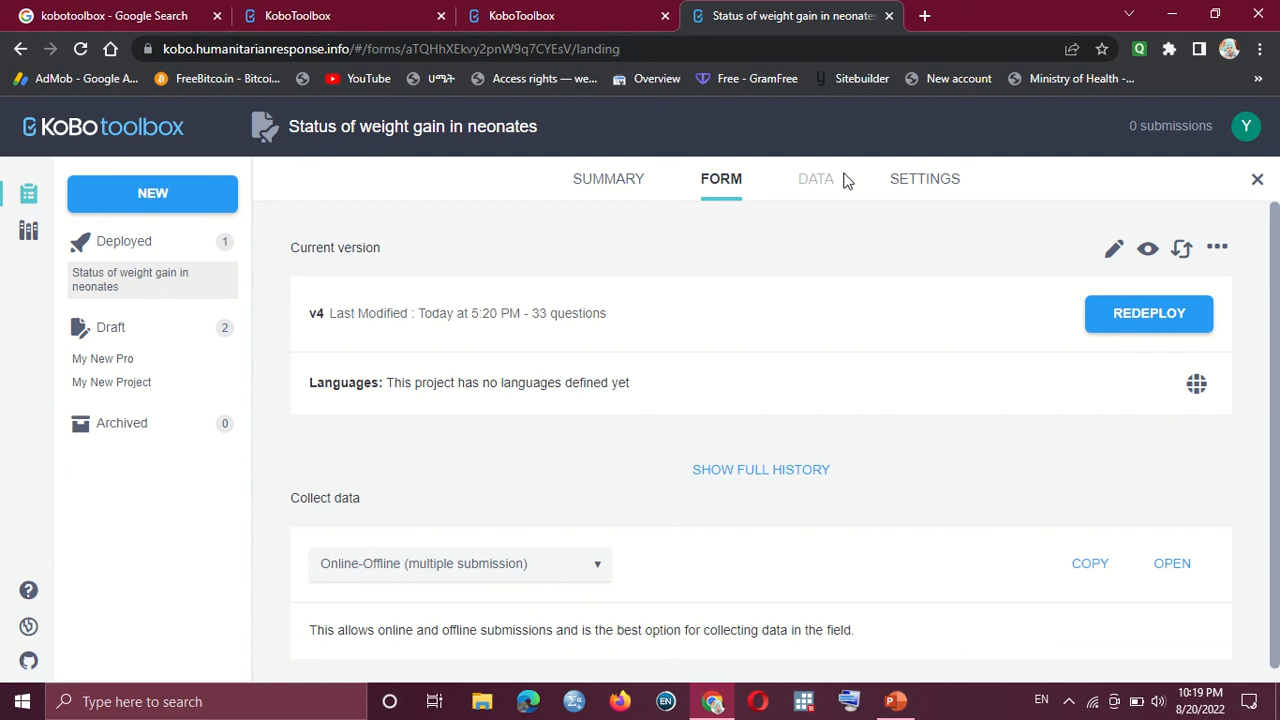 kobotoolbox - Google Search
KoBoToolbox
KoBoToolbox
Status of weight gain in neonates
kobo.humanitarianresponse.info/#/forms/aTQHhXEkvy2pnW9q7CYEsV/landing
AdMob - Google A...
FreeBitco.in - Bitcoi...
YouTube
Access rights — we...
Overview
Free - GramFree
Sitebuilder
New account
Ministry of Health -...
»
KoBotoolbox
Status of weight gain in neonates
0 submissions
Y
NEW
SUMMARY
FORM
DATA
SETTINGS
Deployed
1
Status of weight gain in
neonates
Draft
2
My New Pro
My New Project
Archived
0
Current version
v4 Last Modified : Today at 5:20 PM - 33 questions
REDEPLOY
Languages: This project has no languages defined yet
SHOW FULL HISTORY
Collect data
Online-Offline (multiple submission)
COPY
OPEN
This allows online and offline submissions and is the best option for collecting data in the field.
Type here to search
EN
EN
10:19 PM
8/20/2022